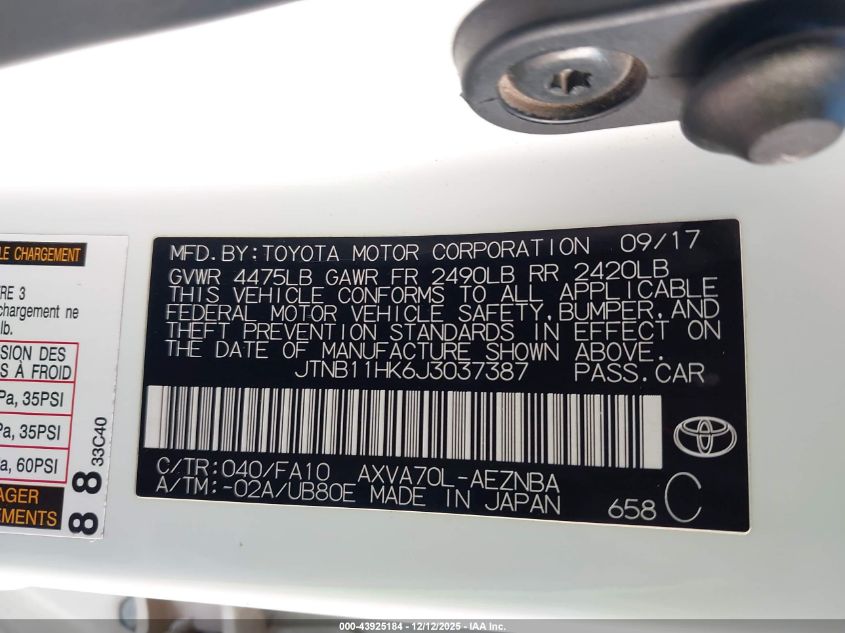 LE CHARGEMENT
RE 3
chargement ne
lb.
SION DES
S À FROID
Pa, 35PSI
a, 35PSI
a, 60PSI
AGER
EMENTS
33C40
8 8
MFD.BY:TOYOTA MOTOR CORPORATION 09/17
GVWR 4475LB GAWR FR 2490LB RR 2420LB
THIS VEHICLE CONFORMS TO ALL APPLICABLE
FEDERAL MOTOR VEHICLE SAFETY,BUMPER,AND
THEFT PREVENTION STANDARDS IN EFFECT ON
THE DATE OF MANUFACTURE SHOWN ABOVE.
JTNB11HK6J3037387 PASS.CAR
C/TR:040/FA10 AXVA70L-AEZNBA
A/TM:-02A/UB80E MADE IN JAPAN
658 C
000-43925184 - 12/12/2025 - IAA Inc.